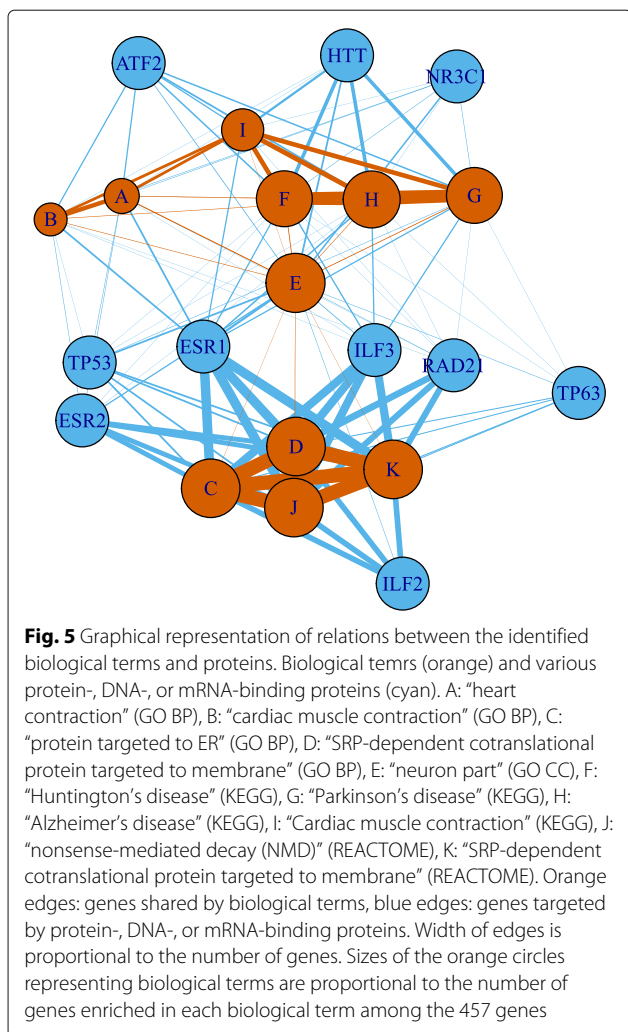 ATF2
HTT
NR3C1
I
A
B
F
H
G
E
ESR1
ILF3
TP53
RAD21
TP63
ESR2
D
K
C
J
ILF2
Fig. 5 Graphical representation of relations between the identified
biological terms and proteins. Biological temrs (orange) and various
protein-, DNA-, or mRNA-binding proteins (cyan). A: “heart
contraction” (GO BP), B: “cardiac muscle contraction” (GO BP), C:
“protein targeted to ER” (GO BP), D: “SRP-dependent cotranslational
protein targeted to membrane” (GO BP), E: “neuron part” (GO CC), F:
“Huntington’s disease” (KEGG), G: “Parkinson’s disease” (KEGG), H:
“Alzheimer’s disease” (KEGG), I: “Cardiac muscle contraction” (KEGG), J:
“nonsense-mediated decay (NMD)” (REACTOME), K: “SRP-dependent
cotranslational protein targeted to membrane” (REACTOME). Orange
edges: genes shared by biological terms, blue edges: genes targeted
by protein-, DNA-, or mRNA-binding proteins. Width of edges is
proportional to the number of genes. Sizes of the orange circles
representing biological terms are proportional to the number of
genes enriched in each biological term among the 457 genes